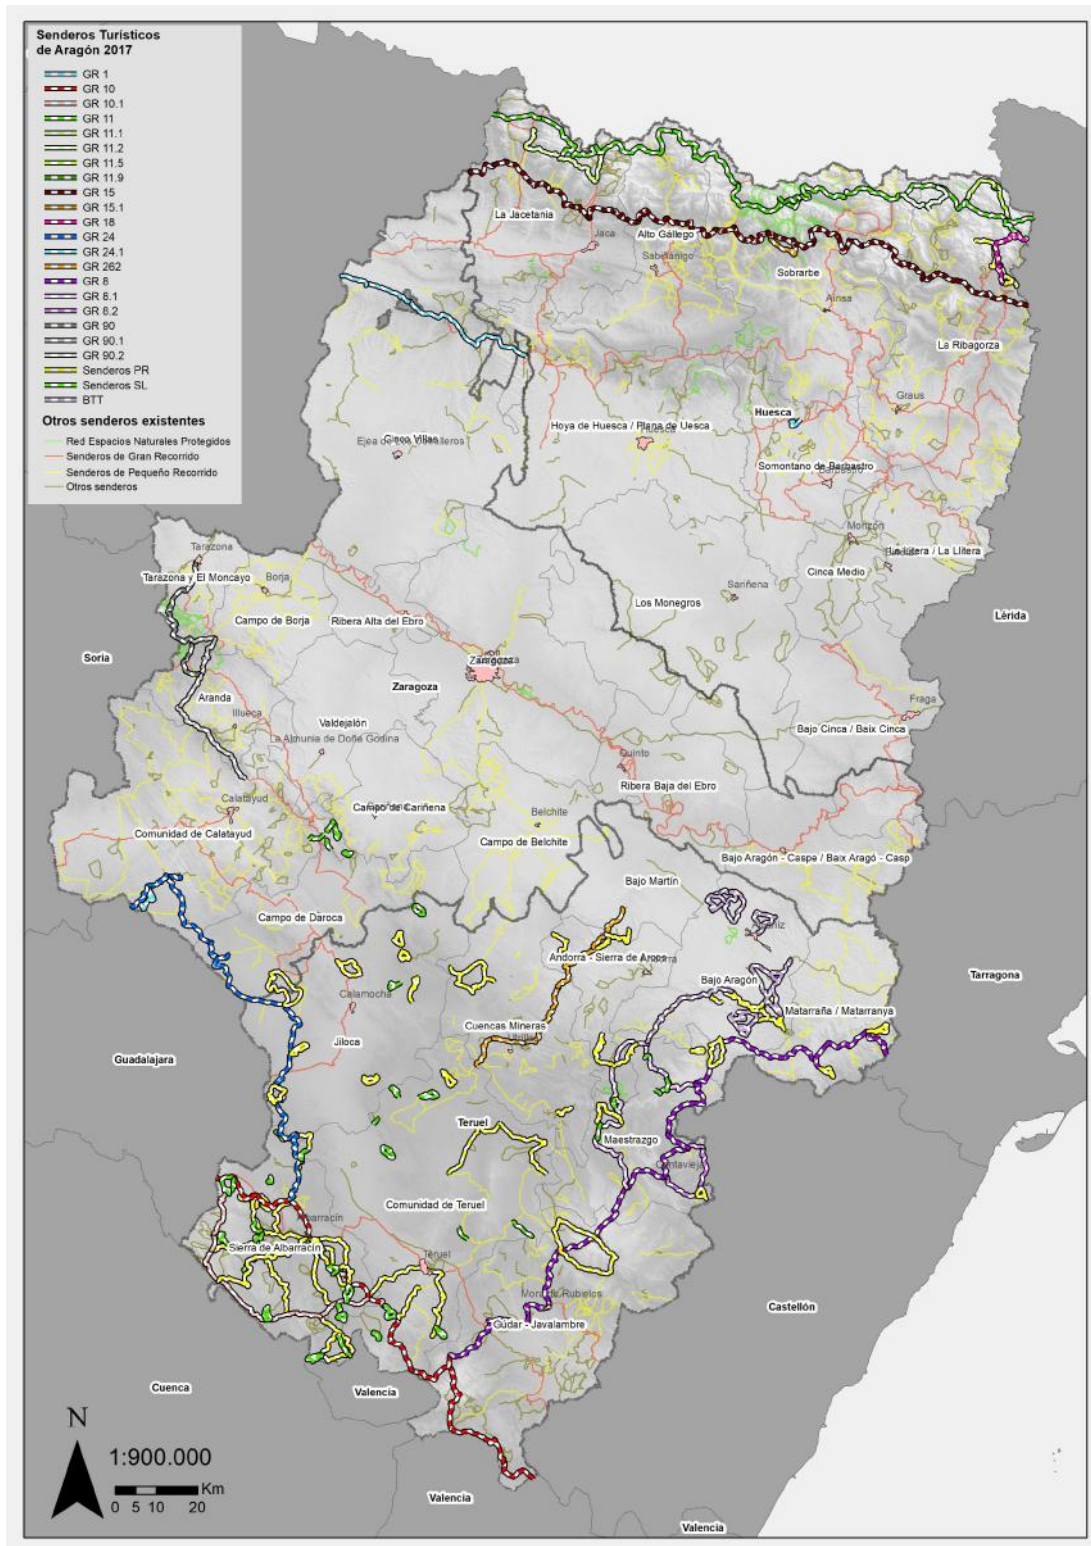 Senderos Turísticos
de Aragón 2017
GR 1
GR 10
GR 10.1
GR 11
GR 11.1
GR 11.2
GR 11.5
GR 11.9
GR 15
GR 15.1
GR 18
GR 24
GR 24.1
GR 262
GR 8
GR 8.1
GR 8.2
GR 90
GR 90.1
GR 90.2
Senderos PR
Senderos SL
BTT
Otros senderos existentes
Red Espacios Naturales Protegidos
Senderos de Gran Recorrido
Senderos de Pequeño Recorrido
Otros senderos
La Jacetania
Jaca
Alto Gállego
Sabiñánigo
Sobrarbe
Aínsa
La Ribagorza
Graus
Huesca
Hoya de Huesca / Plana de Uesca
Cinco Villas
Somontano de Barbastro
Barbastro
Monzón
La Litera / La Llitera
Cinca Medio
Tarazona
Tarazona y El Moncayo
Borja
Sariñena
Los Monegros
Campo de Borja
Ribera Alta del Ebro
Lérida
Soria
Zaragoza
Zaragoza
Aranda
Illueca
Fraga
Valdejalón
La Almunia de Doña Godina
Bajo Cinca / Baix Cinca
Quinto
Ribera Baja del Ebro
Calatayud
Campo de Cariñena
Belchite
Comunidad de Calatayud
Campo de Belchite
Bajo Aragón - Caspe / Baix Aragó - Casp
Bajo Martín
Campo de Daroca
Andorra - Sierra de Arcos
Tarragona
Calamocha
Bajo Aragón
Matarraña / Matarranya
Cuencas Mineras
Jiloca
Guadalajara
Teruel
Maestrazgo
Cantavieja
Comunidad de Teruel
Albarracín
Sierra de Albarracín
Teruel
Mora de Rubielos
Castellón
Gúdar - Javalambre
Cuenca
Valencia
N
1:900.000
Km
0 5 10 20
Valencia
Valencia